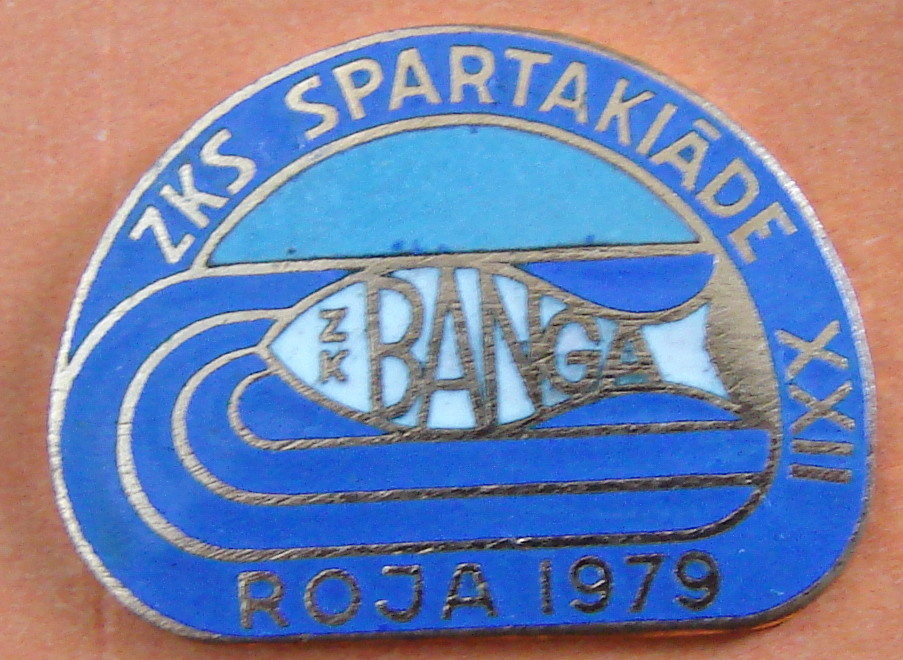 ZKS SPARTAKIĀDE XXII
ZK BANGA
ROJA 1979